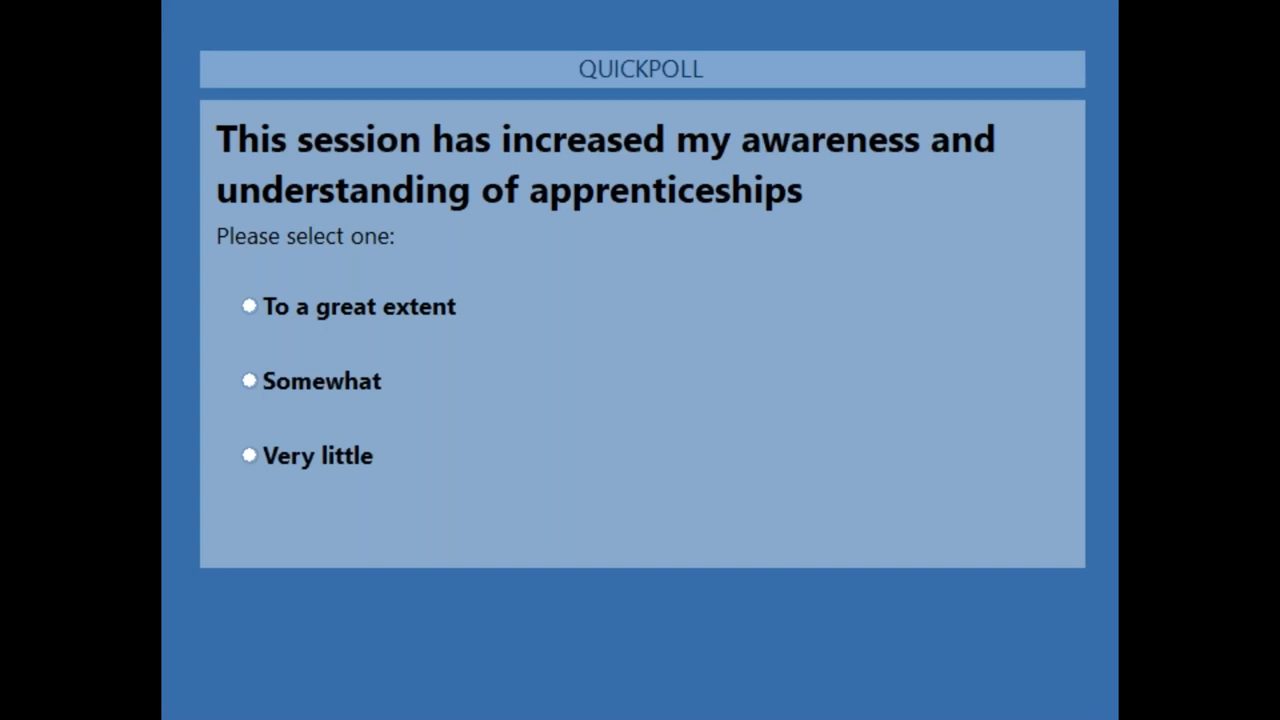 QUICKPOLL
This session has increased my awareness and
understanding of apprenticeships
Please select one:
To a great extent
Somewhat
Very little